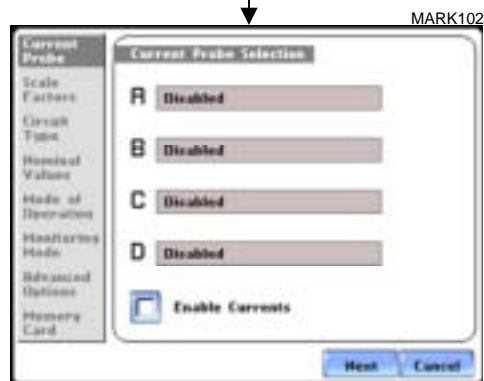 MARK102
Current Probe
Current Probe Selection
Scale Factors
Circuit Type
Nominal Values
Mode of Operation
Monitoring Mode
Advanced Options
Memory Card
A Disabled
B Disabled
C Disabled
D Disabled
Enable Currents
Next
Cancel